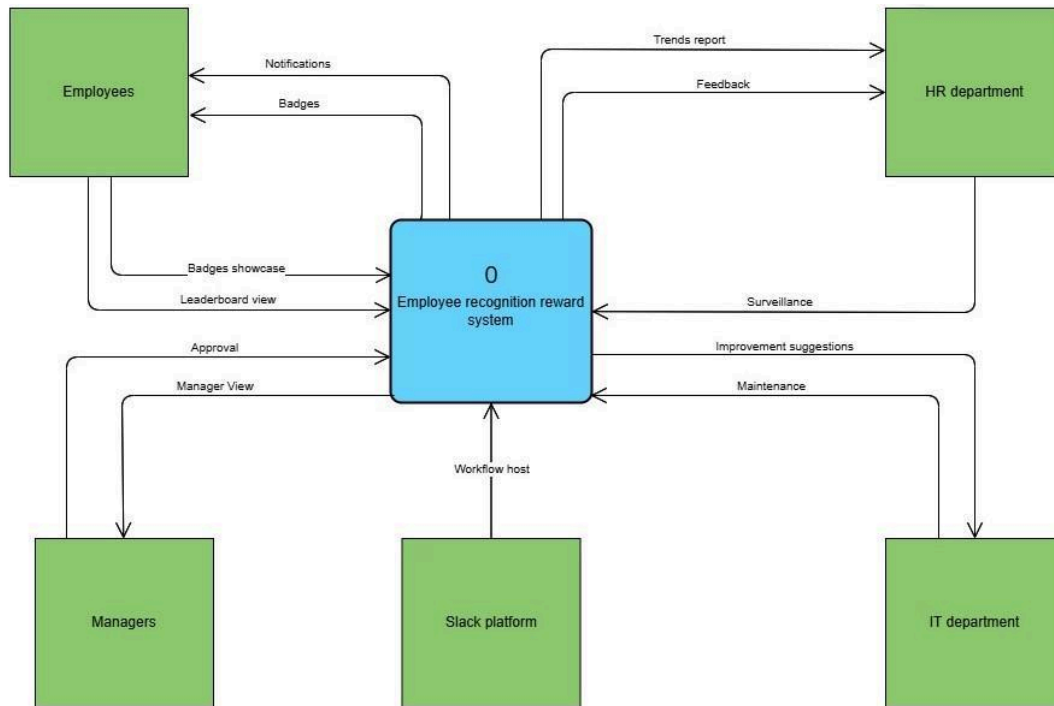 Trends report
Notifications
Employees
Feedback
HR department
Badges
0
Badges showcase
Employee recognition reward
system
Leaderboard view
Surveillance
Approval
Improvement suggestions
Manager View
Maintenance
Workflow host
Managers
Slack platform
IT department